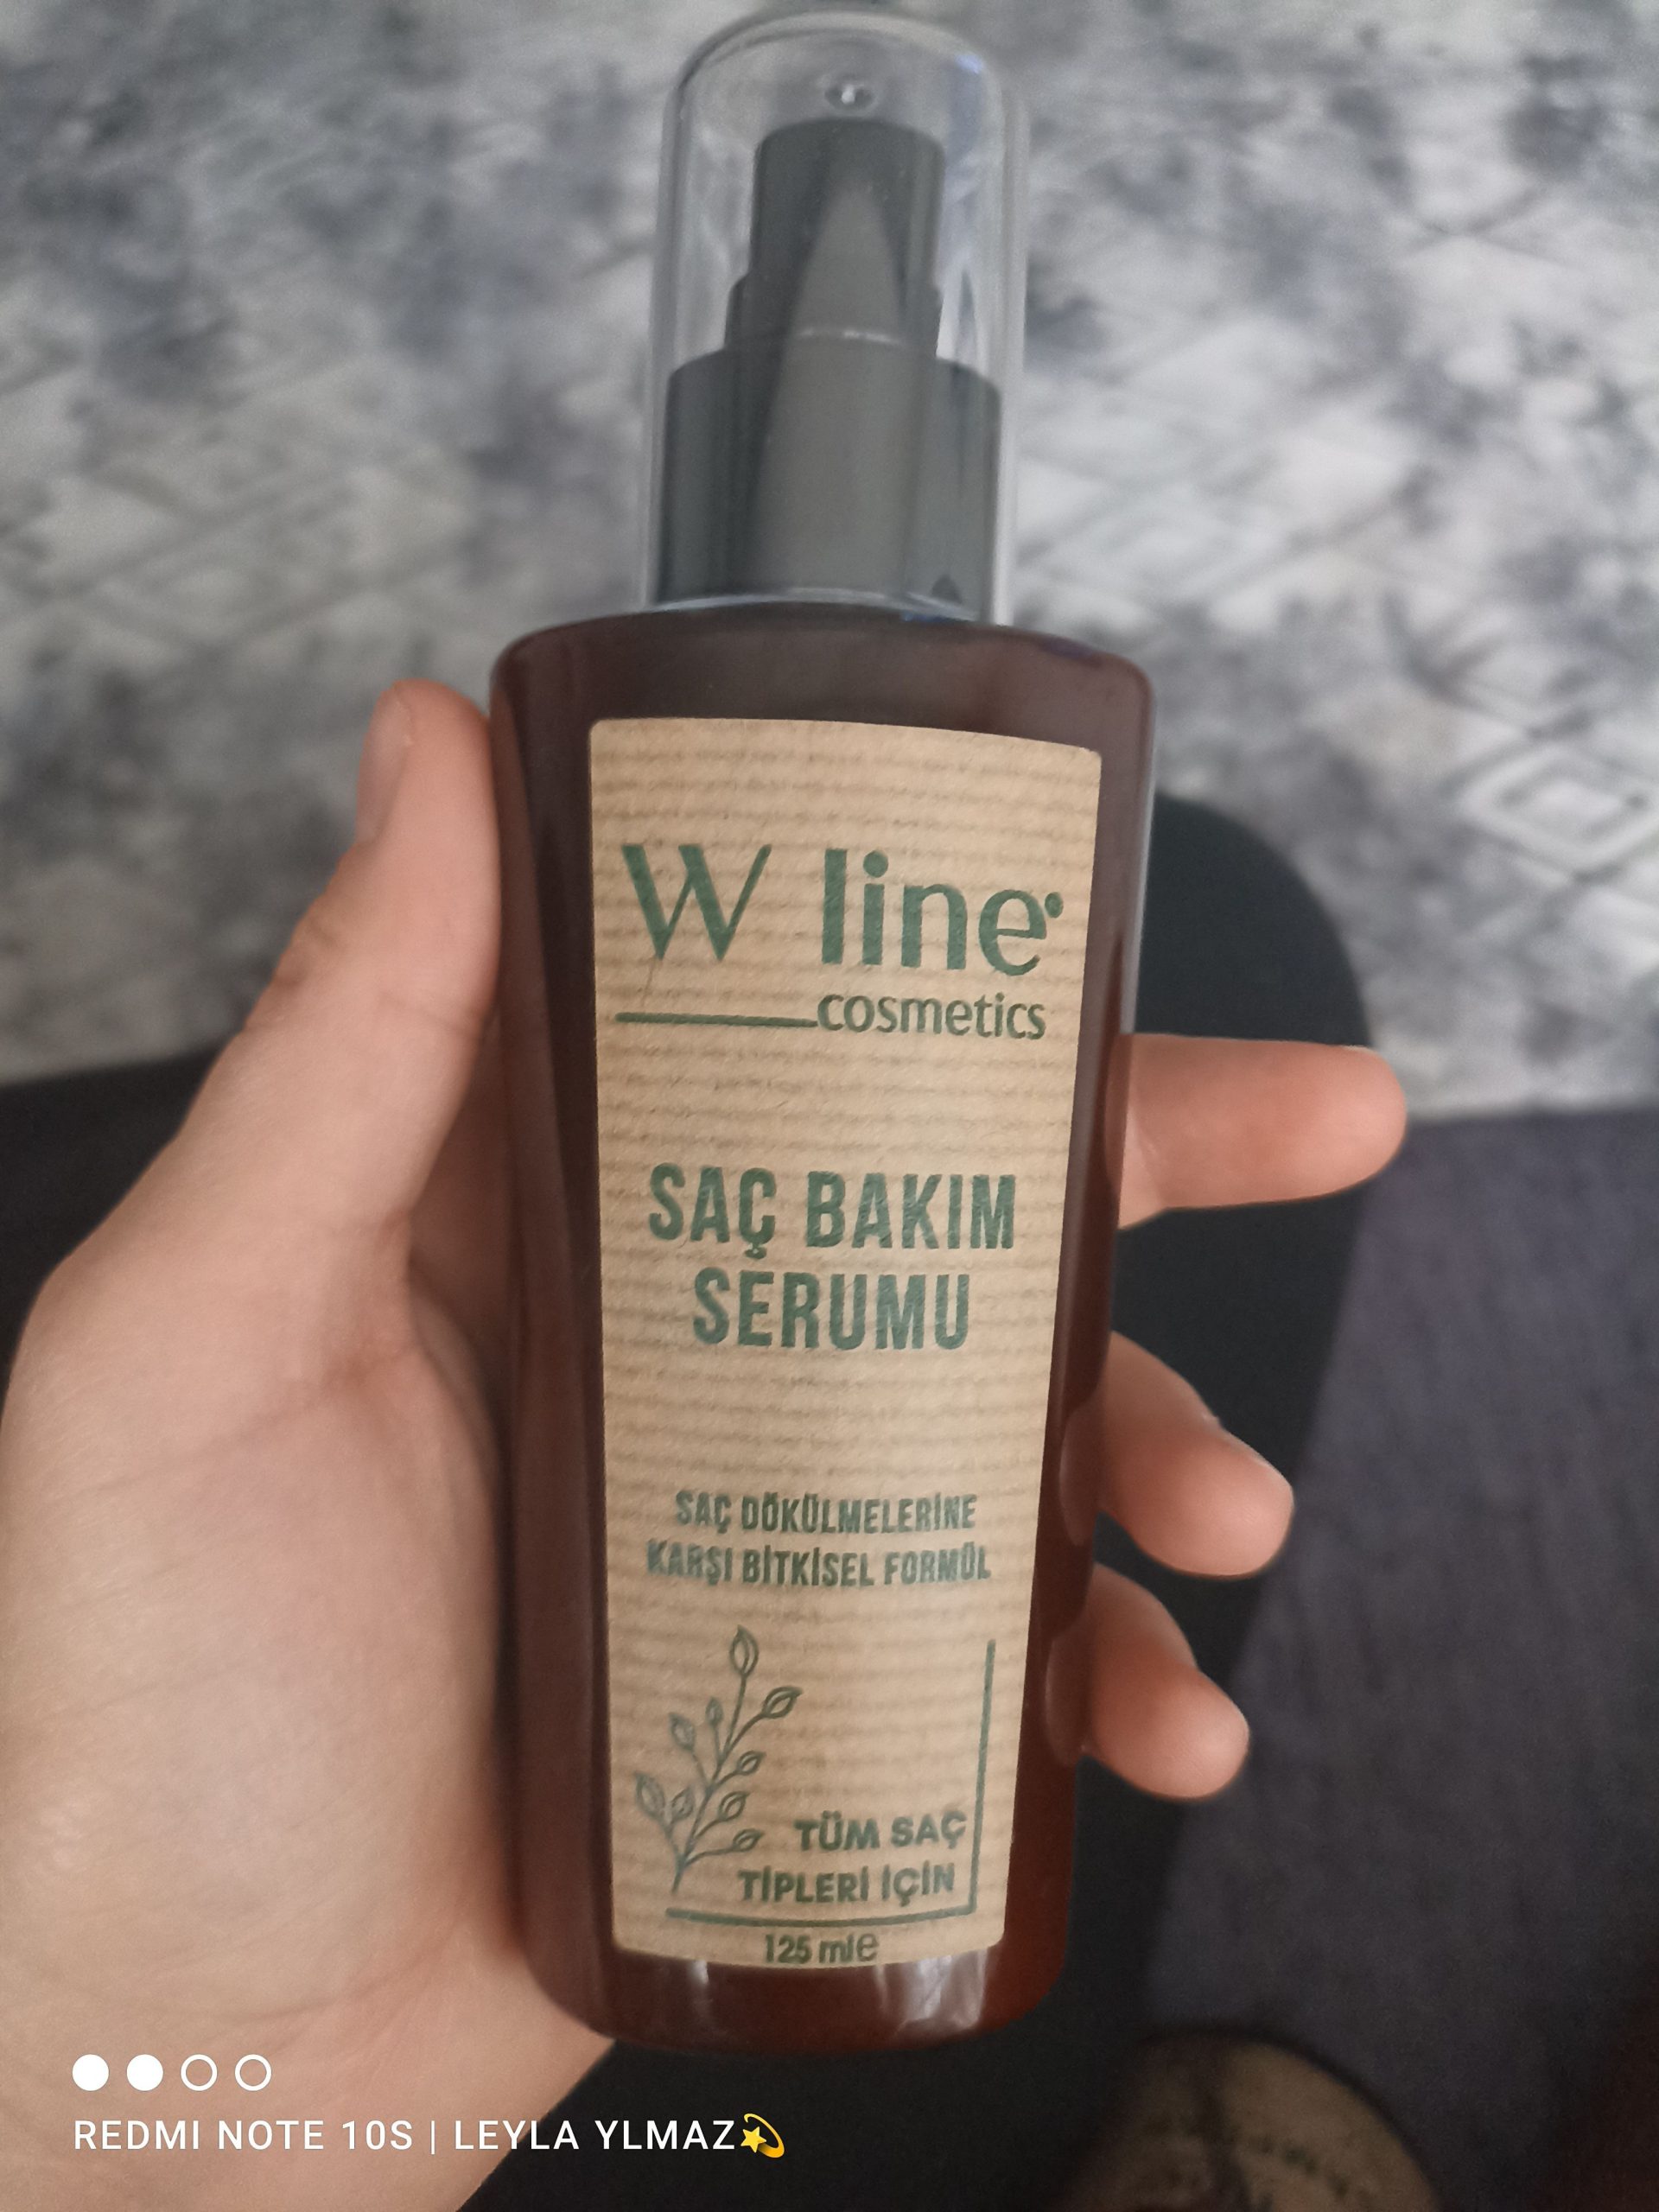 W line
cosmetics
SAÇ BAKIM
SERUMU
SAÇ DÖKÜLMELERİNE
KARŞI BİTKİSEL FORMÜL
TÜM SAÇ
TİPLERİ İÇİN
125 ml℮
REDMI NOTE 10S | LEYLA YLMAZ💫